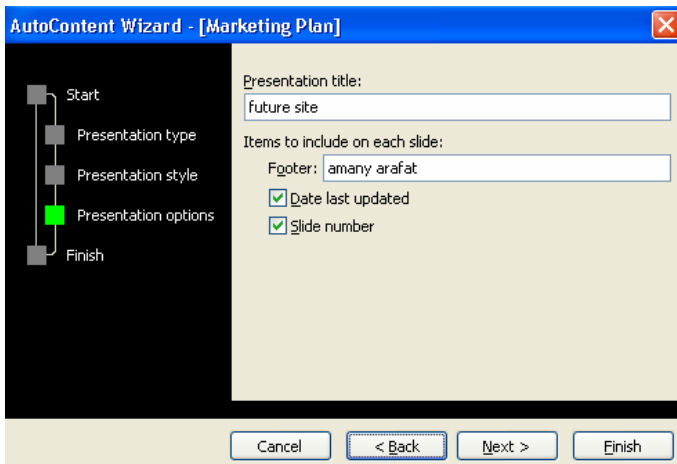 AutoContent Wizard - [Marketing Plan]
Start
Presentation type
Presentation style
Presentation options
Finish
Presentation title:
future site
Items to include on each slide:
Footer: amany arafat
Date last updated
Slide number
Cancel < Back Next > Finish